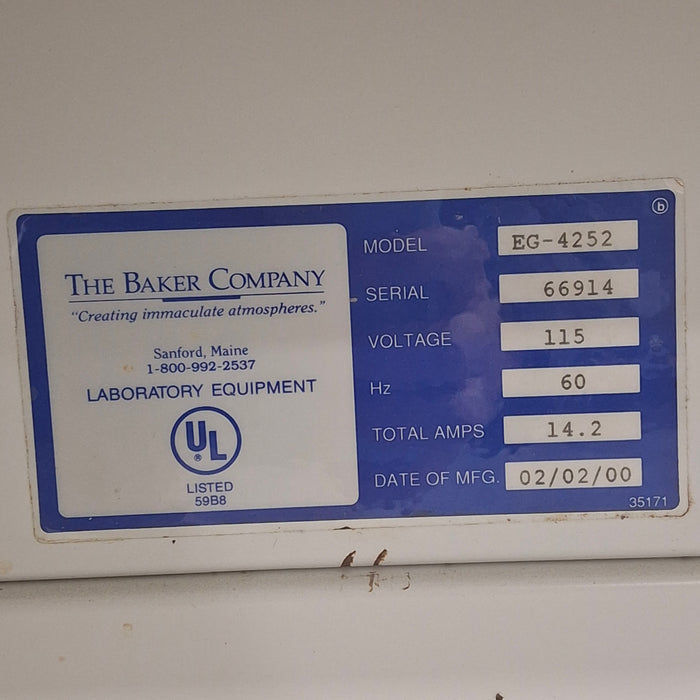 ⓑ
THE BAKER COMPANY
"Creating immaculate atmospheres."
Sanford, Maine
1-800-992-2537
LABORATORY EQUIPMENT
UL
®
LISTED
59B8
MODEL EG-4252
SERIAL 66914
VOLTAGE 115
Hz 60
TOTAL AMPS 14.2
DATE OF MFG. 02/02/00
35171